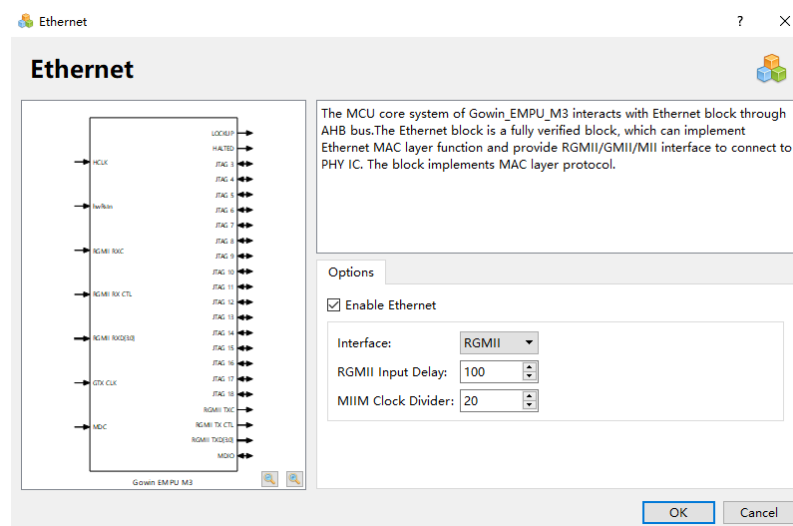 Ethernet
?
Ethernet
LOCKUP
HALTED
HCLK
JTAG 3
JTAG 4
JTAG 5
hwRstn
JTAG 6
JTAG 7
JTAG 8
RGMII RXC
JTAG 9
JTAG 10
JTAG 11
RGMII RX CTL
JTAG 12
JTAG 13
JTAG 14
RGMII RXD[3:0]
JTAG 15
JTAG 16
JTAG 17
GTX CLK
JTAG 18
RGMII TXC
RGMII TX CTL
MDC
RGMII TXD[3:0]
MDIO
Gowin EMPU M3
The MCU core system of Gowin_EMPU_M3 interacts with Ethernet block through
AHB bus.The Ethernet block is a fully verified block, which can implement
Ethernet MAC layer function and provide RGMII/GMII/MII interface to connect to
PHY IC. The block implements MAC layer protocol.
Options
Enable Ethernet
Interface: RGMII
RGMII Input Delay: 100
MIIM Clock Divider: 20
OK Cancel